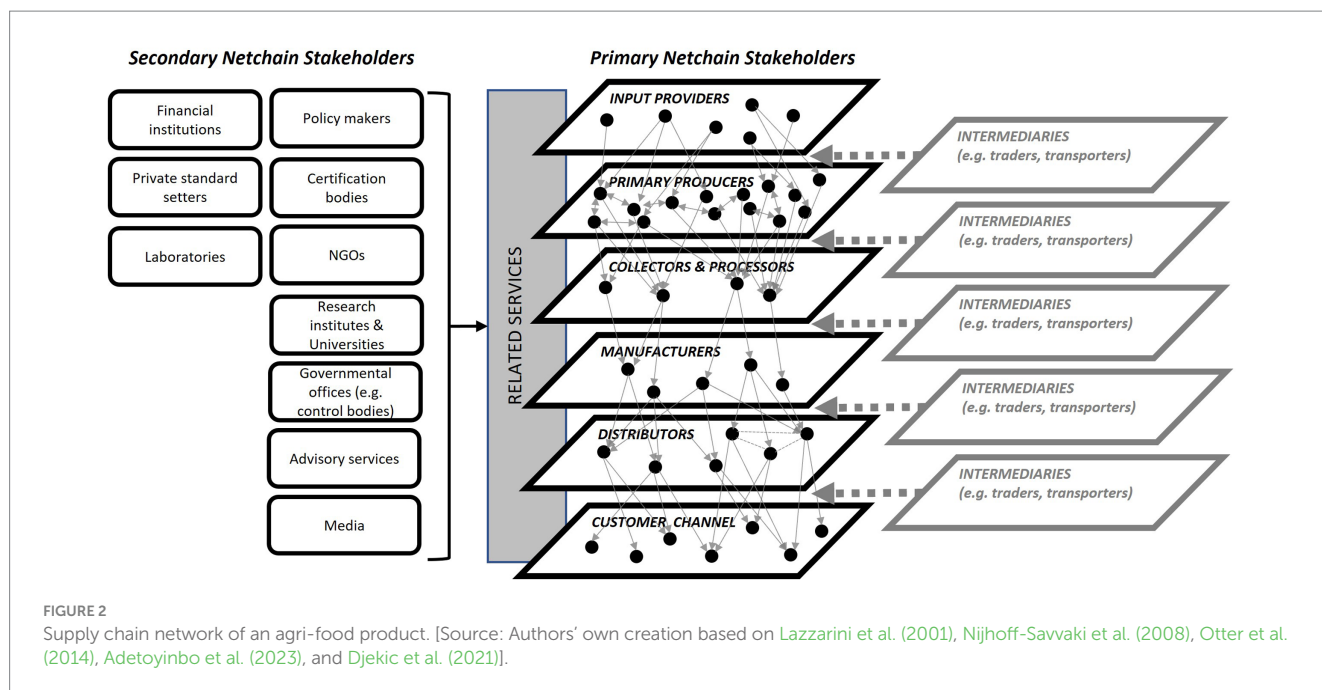 Secondary Netchain Stakeholders
Financial
institutions
Policy makers
Private standard
setters
Certification
bodies
Laboratories
NGOs
Research
institutes &
Universities
Governmental
offices (e.g.
control bodies)
Advisory services
Media
RELATED SERVICES
Primary Netchain Stakeholders
INPUT PROVIDERS
PRIMARY PRODUCERS
COLLECTORS & PROCESSORS
MANUFACTURERS
DISTRIBUTORS
CUSTOMER CHANNEL
INTERMEDIARIES
(e.g. traders, transporters)
INTERMEDIARIES
(e.g. traders, transporters)
INTERMEDIARIES
(e.g. traders, transporters)
INTERMEDIARIES
(e.g. traders, transporters)
INTERMEDIARIES
(e.g. traders, transporters)
FIGURE 2
Supply chain network of an agri-food product. [Source: Authors' own creation based on Lazzarini et al. (2001), Nijhoff-Savvaki et al. (2008), Otter et al.
(2014), Adetoyinbo et al. (2023), and Djekic et al. (2021)].